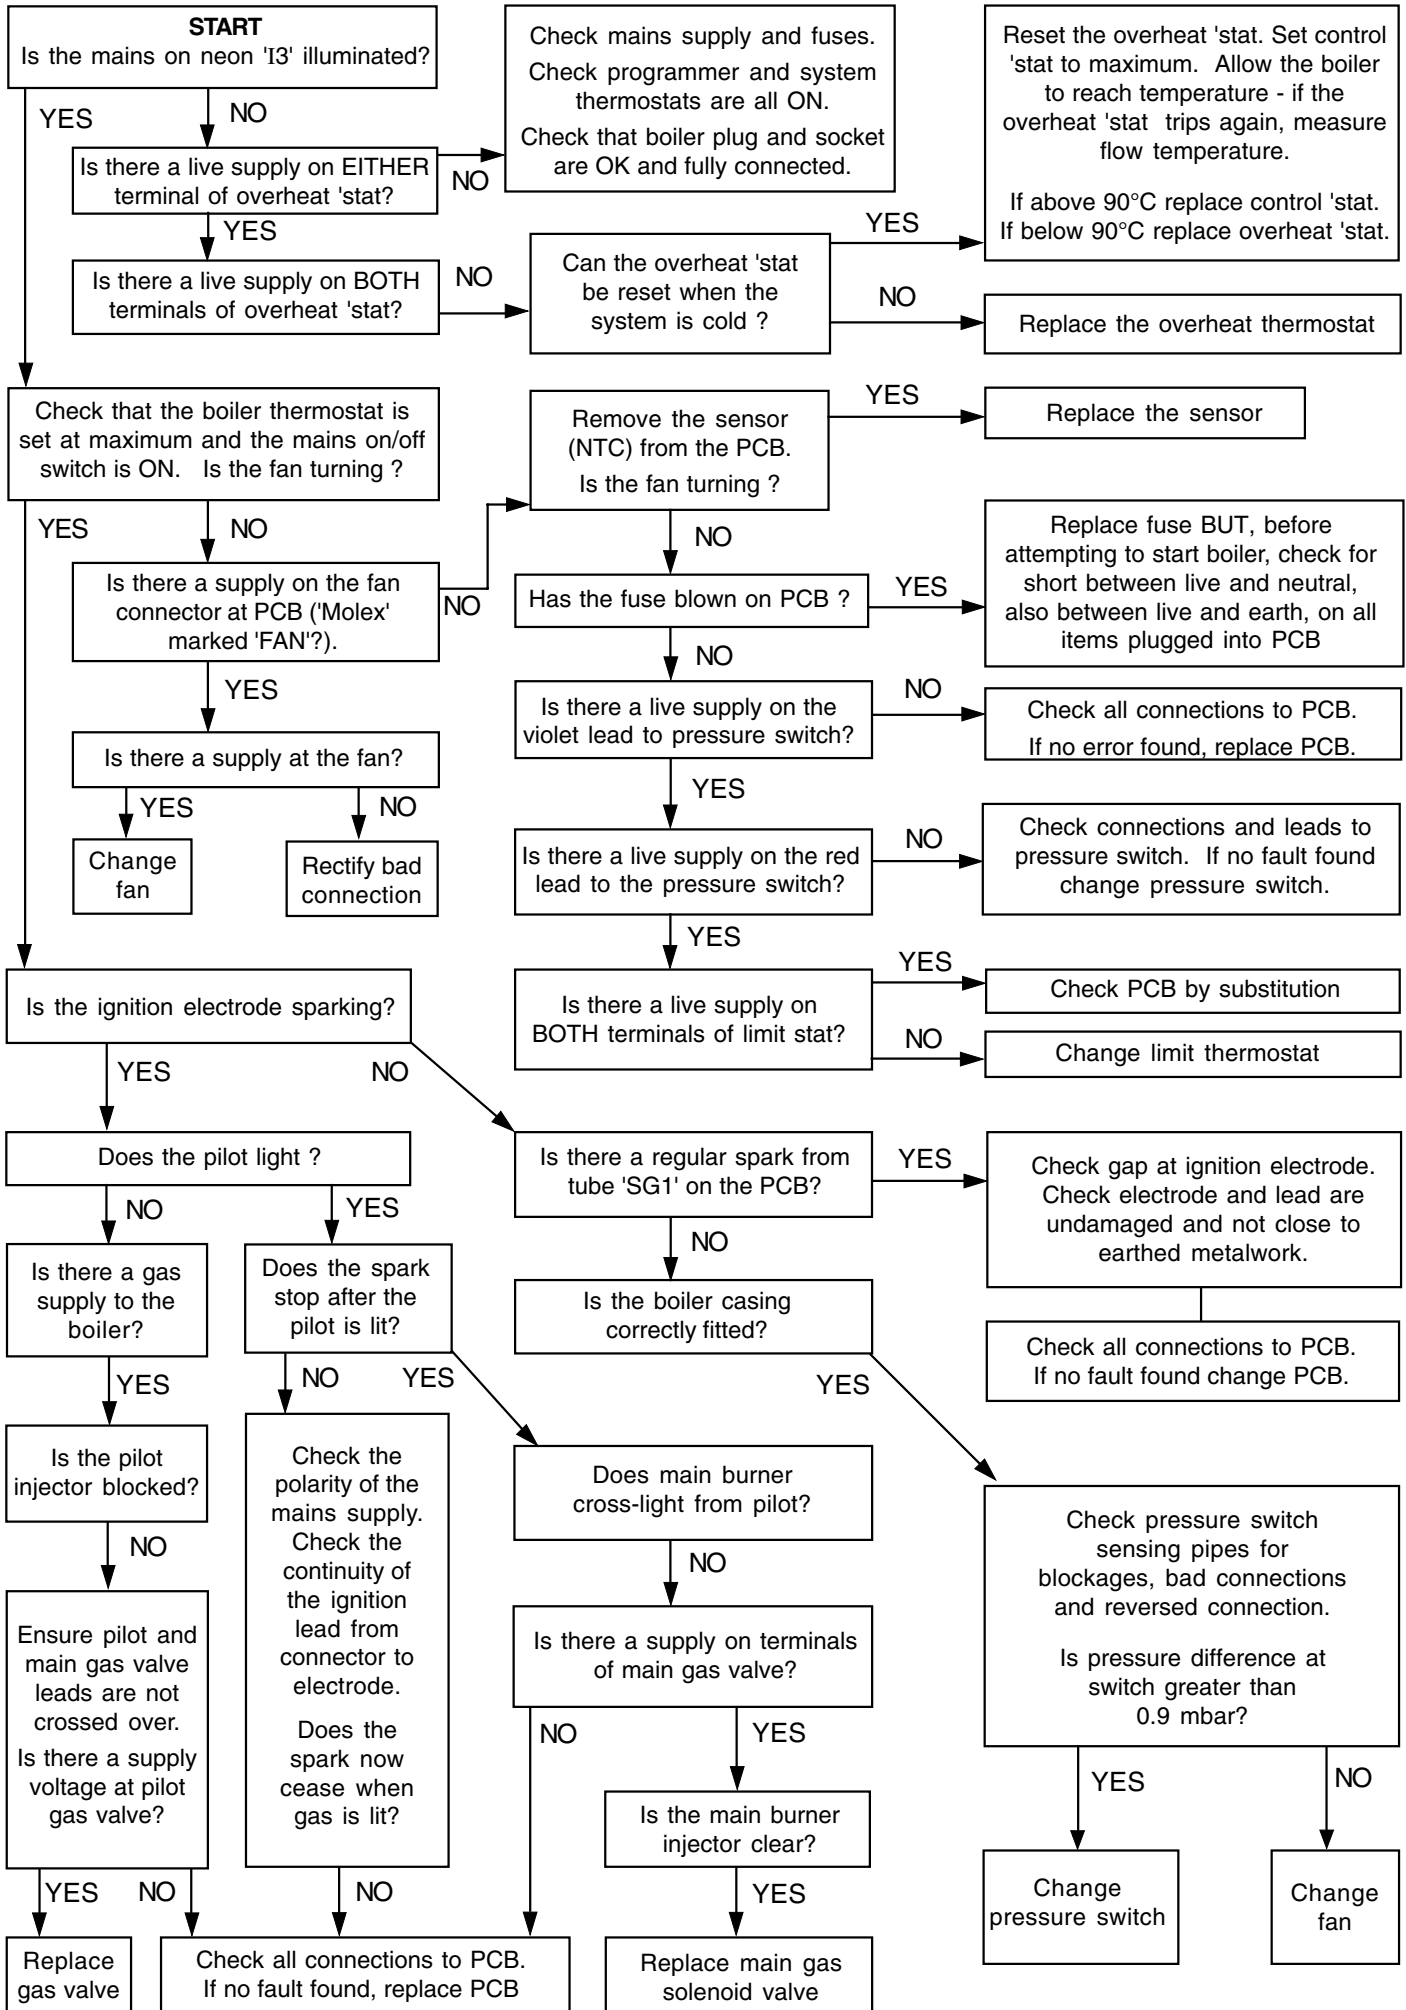 START
Is the mains on neon 'I3' illuminated?
YES
NO
Is there a live supply on EITHER
terminal of overheat 'stat?
NO
Check mains supply and fuses.
Check programmer and system
thermostats are all ON.
Check that boiler plug and socket
are OK and fully connected.
YES
Is there a live supply on BOTH
terminals of overheat 'stat?
NO
Can the overheat 'stat
be reset when the
system is cold ?
YES
Reset the overheat 'stat. Set control
'stat to maximum. Allow the boiler
to reach temperature - if the
overheat 'stat trips again, measure
flow temperature.
If above 90°C replace control 'stat.
If below 90°C replace overheat 'stat.
NO
Replace the overheat thermostat
Check that the boiler thermostat is
set at maximum and the mains on/off
switch is ON. Is the fan turning ?
YES
NO
Is there a supply on the fan
connector at PCB ('Molex'
marked 'FAN'?).
NO
YES
Is there a supply at the fan?
YES
NO
Change
fan
Rectify bad
connection
Remove the sensor
(NTC) from the PCB.
Is the fan turning ?
YES
Replace the sensor
NO
Has the fuse blown on PCB ?
YES
Replace fuse BUT, before
attempting to start boiler, check for
short between live and neutral,
also between live and earth, on all
items plugged into PCB
NO
Is there a live supply on the
violet lead to pressure switch?
NO
Check all connections to PCB.
If no error found, replace PCB.
YES
Is there a live supply on the red
lead to the pressure switch?
NO
Check connections and leads to
pressure switch. If no fault found
change pressure switch.
YES
Is there a live supply on
BOTH terminals of limit stat?
YES
Check PCB by substitution
NO
Change limit thermostat
Is the ignition electrode sparking?
YES
NO
Does the pilot light ?
NO
YES
Is there a gas
supply to the
boiler?
YES
Is the pilot
injector blocked?
NO
Ensure pilot and
main gas valve
leads are not
crossed over.
Is there a supply
voltage at pilot
gas valve?
YES
NO
Replace
gas valve
Does the spark
stop after the
pilot is lit?
NO
YES
Check the
polarity of the
mains supply.
Check the
continuity of
the ignition
lead from
connector to
electrode.
Does the
spark now
cease when
gas is lit?
NO
Check all connections to PCB.
If no fault found, replace PCB
Is there a regular spark from
tube 'SG1' on the PCB?
YES
Check gap at ignition electrode.
Check electrode and lead are
undamaged and not close to
earthed metalwork.
Check all connections to PCB.
If no fault found change PCB.
NO
Is the boiler casing
correctly fitted?
YES
Does main burner
cross-light from pilot?
NO
Is there a supply on terminals
of main gas valve?
NO
YES
Is the main burner
injector clear?
YES
Replace main gas
solenoid valve
Check pressure switch
sensing pipes for
blockages, bad connections
and reversed connection.
Is pressure difference at
switch greater than
0.9 mbar?
YES
NO
Change
pressure switch
Change
fan